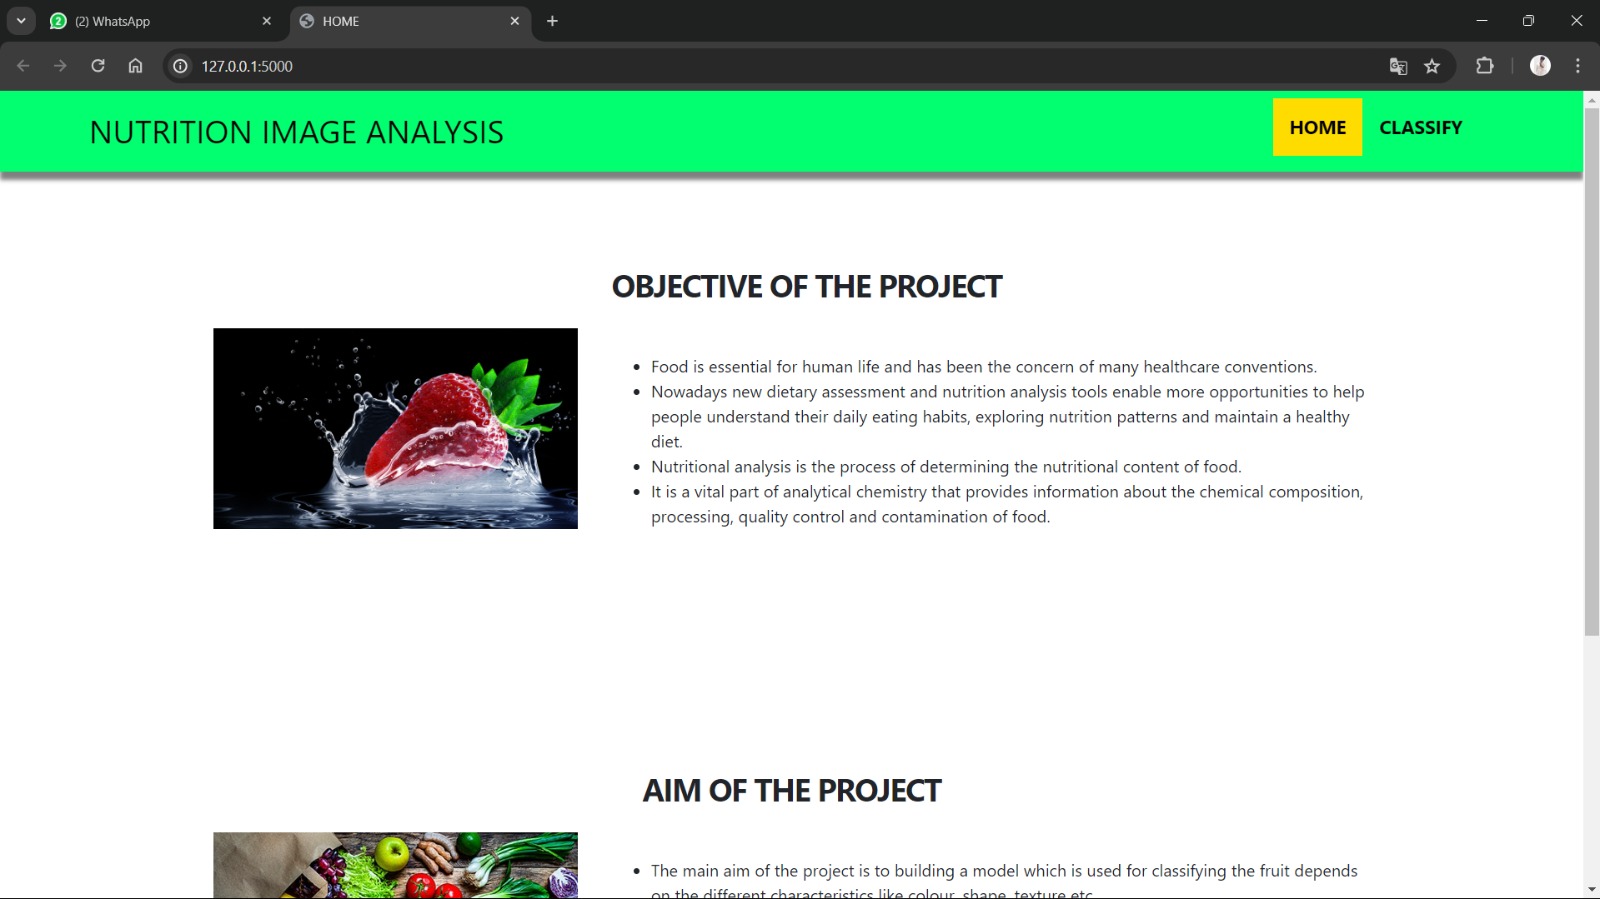 2
(2) WhatsApp
HOME
127.0.0.1:5000
NUTRITION IMAGE ANALYSIS
HOME
CLASSIFY
OBJECTIVE OF THE PROJECT
Food is essential for human life and has been the concern of many healthcare conventions.
Nowadays new dietary assessment and nutrition analysis tools enable more opportunities to help
people understand their daily eating habits, exploring nutrition patterns and maintain a healthy
diet.
Nutritional analysis is the process of determining the nutritional content of food.
It is a vital part of analytical chemistry that provides information about the chemical composition,
processing, quality control and contamination of food.
AIM OF THE PROJECT
The main aim of the project is to building a model which is used for classifying the fruit depends
on the different characteristics like colour, shape, texture etc